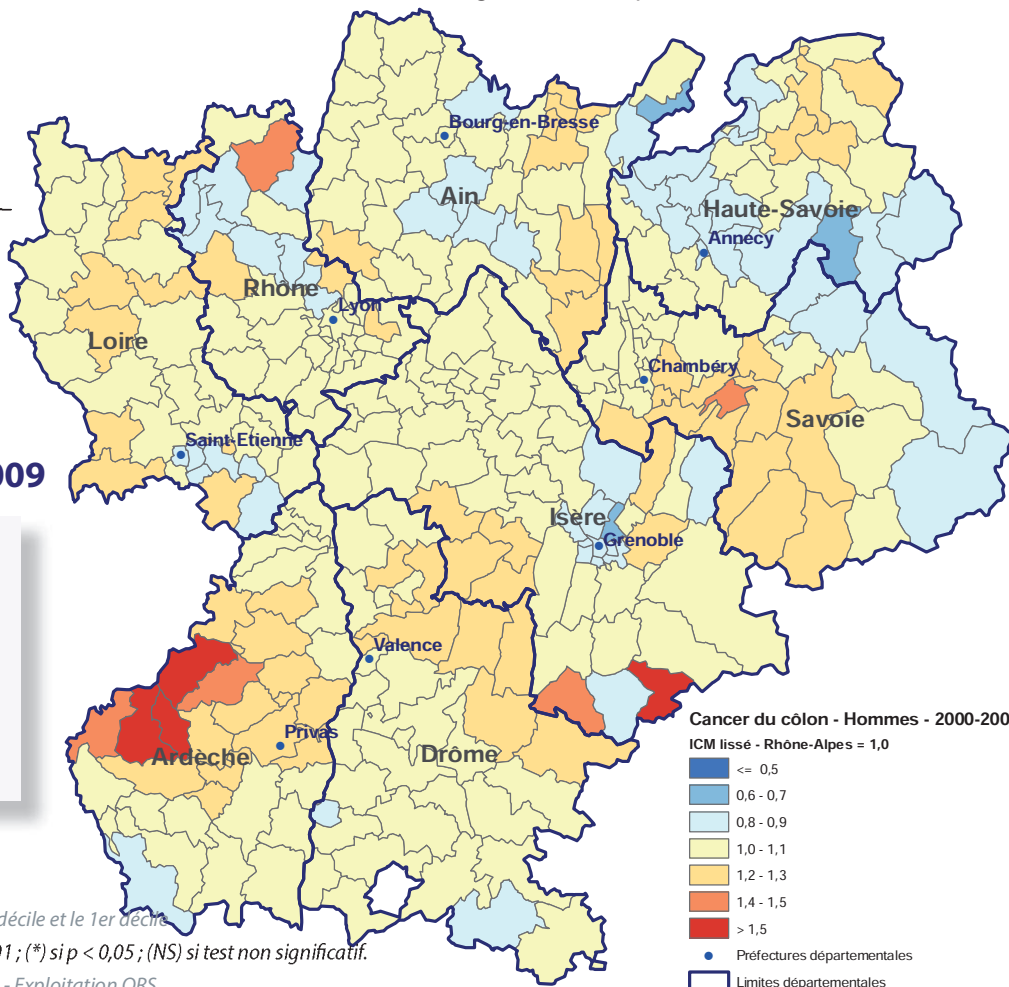 Bourg-en-Bresse
Ain
Haute-Savoie
Annecy
Rhône
Lyon
Loire
Chambéry
Savoie
Saint-Etienne
009
Isère
Grenoble
Valence
Privas
Ardèche
Drôme
Cancer du côlon - Hommes - 2000-200
ICM lissé - Rhône-Alpes = 1,0
<= 0,5
0,6 - 0,7
0,8 - 0,9
1,0 - 1,1
1,2 - 1,3
1,4 - 1,5
> 1,5
Préfectures départementales
Limites départementales
décile et le 1er décile
01 ; (*) si p < 0,05 ; (NS) si test non significatif.
- Exploitation ORS